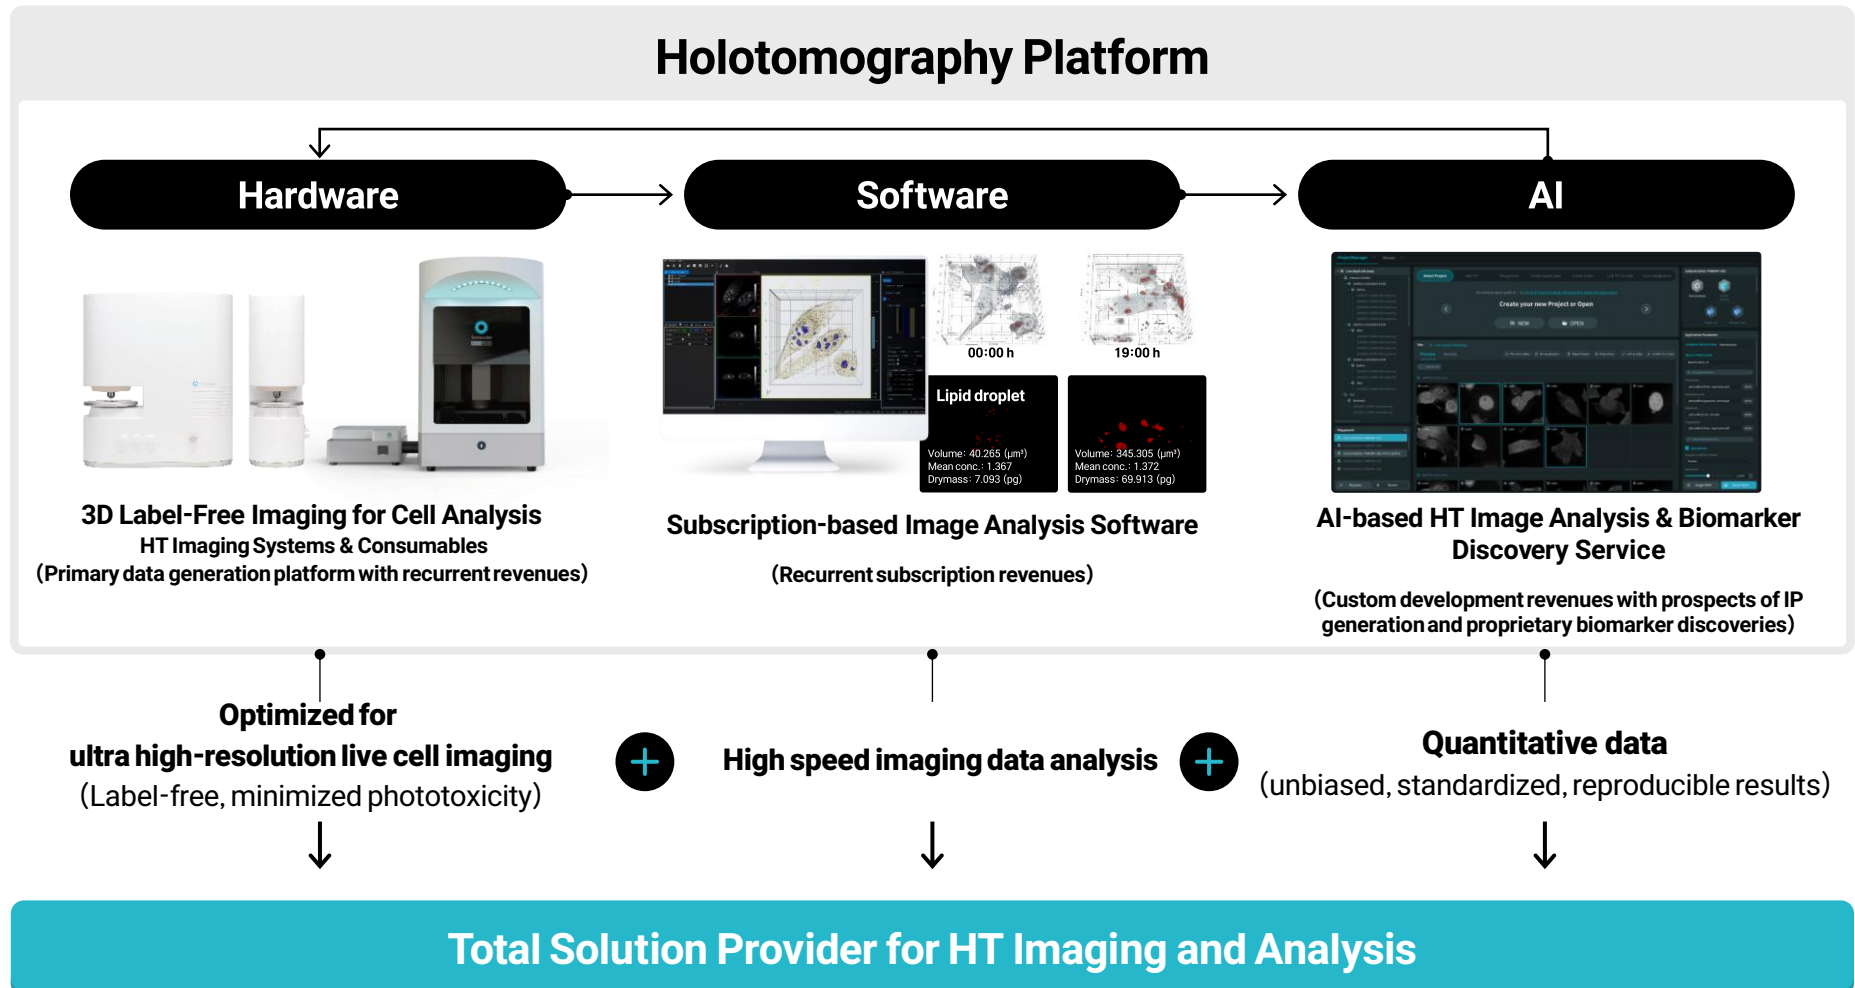 Holotomography Platform
Hardware
Software
AI
00:00 h
19:00 h
Lipid droplet
Volume: 40.265 (μm³)
Mean conc.: 1.367
Drymass: 7.093 (pg)
Volume: 345.305 (μm³)
Mean conc.: 1.372
Drymass: 69.913 (pg)
Create your new Project or Open
NEW
OPEN
3D Label-Free Imaging for Cell Analysis
HT Imaging Systems & Consumables
(Primary data generation platform with recurrent revenues)
Subscription-based Image Analysis Software
(Recurrent subscription revenues)
AI-based HT Image Analysis & Biomarker
Discovery Service
(Custom development revenues with prospects of IP
generation and proprietary biomarker discoveries)
Optimized for
ultra high-resolution live cell imaging
(Label-free, minimized phototoxicity)
High speed imaging data analysis
Quantitative data
(unbiased, standardized, reproducible results)
Total Solution Provider for HT Imaging and Analysis